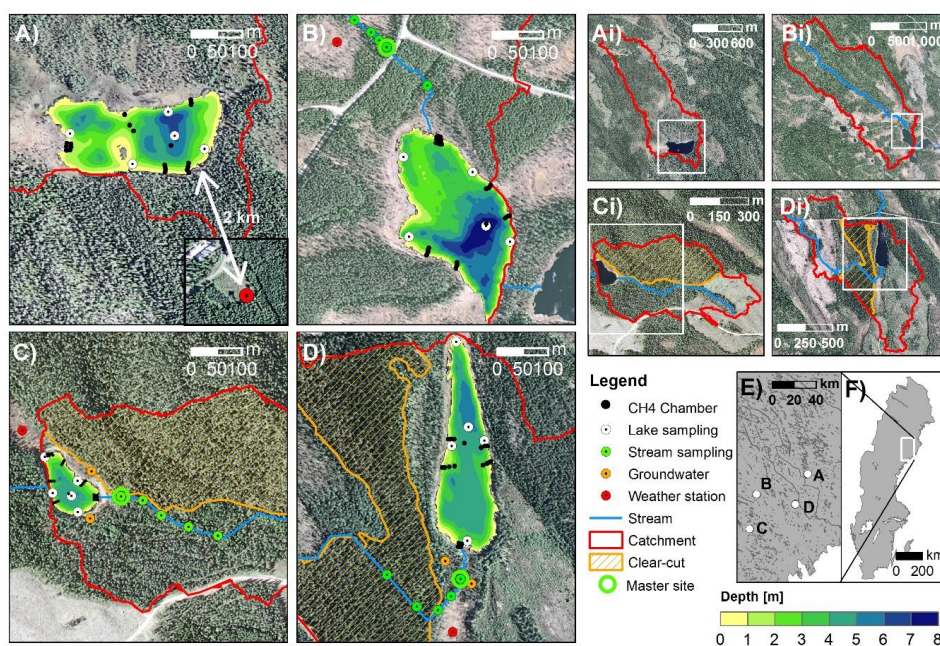 A)
m
0 50100
2 km
B)
m
0 50100
Ai)
m
0 300600
Bi)
m
0 5001,000
Ci)
m
0 150 300
Di)
m
0 250 500
C)
m
0 50100
D)
m
0 50100
Legend
CH4 Chamber
Lake sampling
Stream sampling
Groundwater
Weather station
Stream
Catchment
Clear-cut
Master site
E)
km
0 20 40
A
B
D
C
F)
km
0 200
Depth [m]
0 1 2 3 4 5 6 7 8